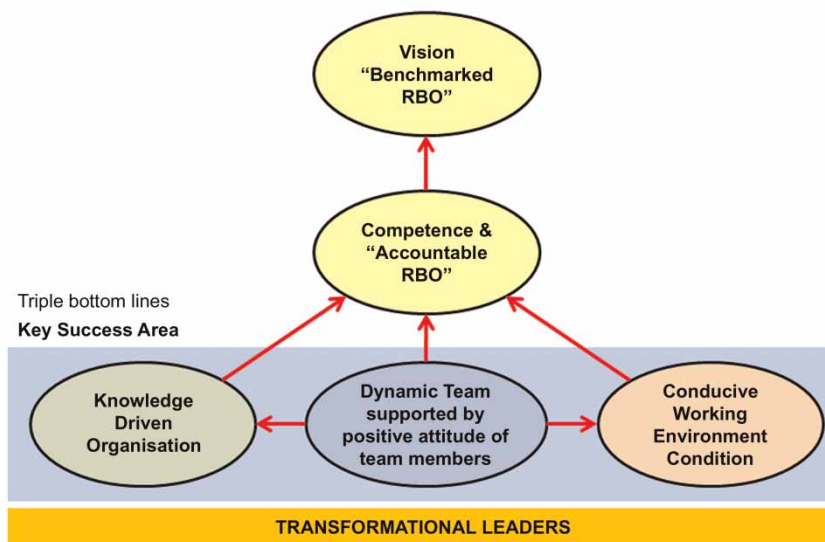 Vision
“Benchmarked
RBO”
Competence &
“Accountable
RBO”
Triple bottom lines
Key Success Area
Knowledge
Driven
Organisation
Dynamic Team
supported by
positive attitude of
team members
Conducive
Working
Environment
Condition
TRANSFORMATIONAL LEADERS